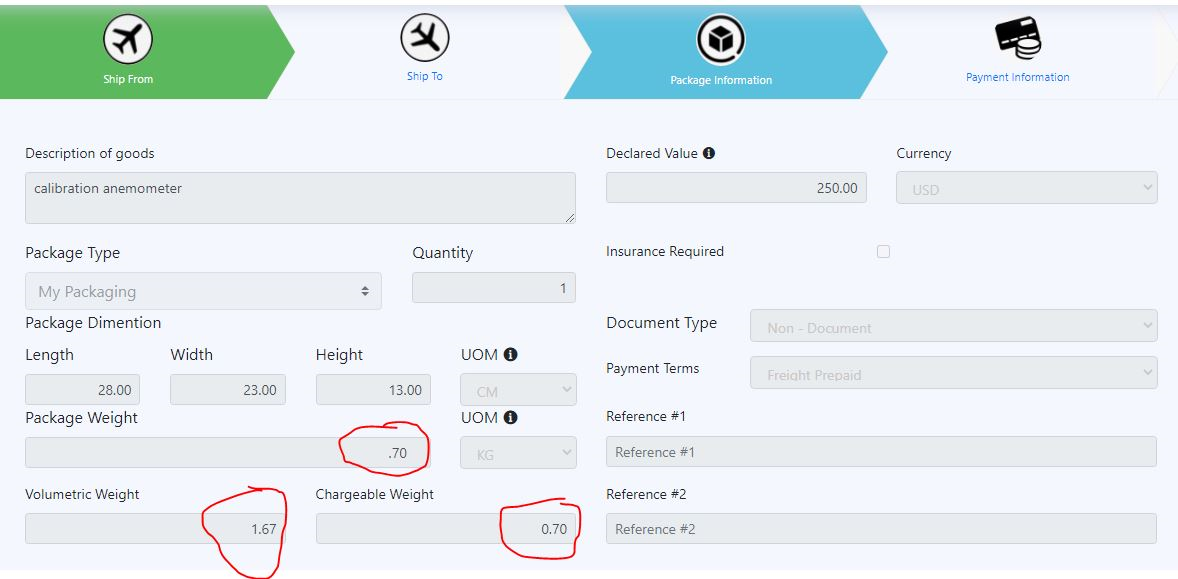 Ship From
Ship To
Package Information
Payment Information
Description of goods
calibration anemometer
Declared Value
Currency
250.00
USD
Package Type
Quantity
Insurance Required
My Packaging
1
Package Dimention
Document Type
Non - Document
Length
Width
Height
UOM
Payment Terms
Freight Prepaid
28.00
23.00
13.00
CM
Package Weight
UOM
Reference #1
.70
KG
Reference #1
Volumetric Weight
Chargeable Weight
Reference #2
1.67
0.70
Reference #2